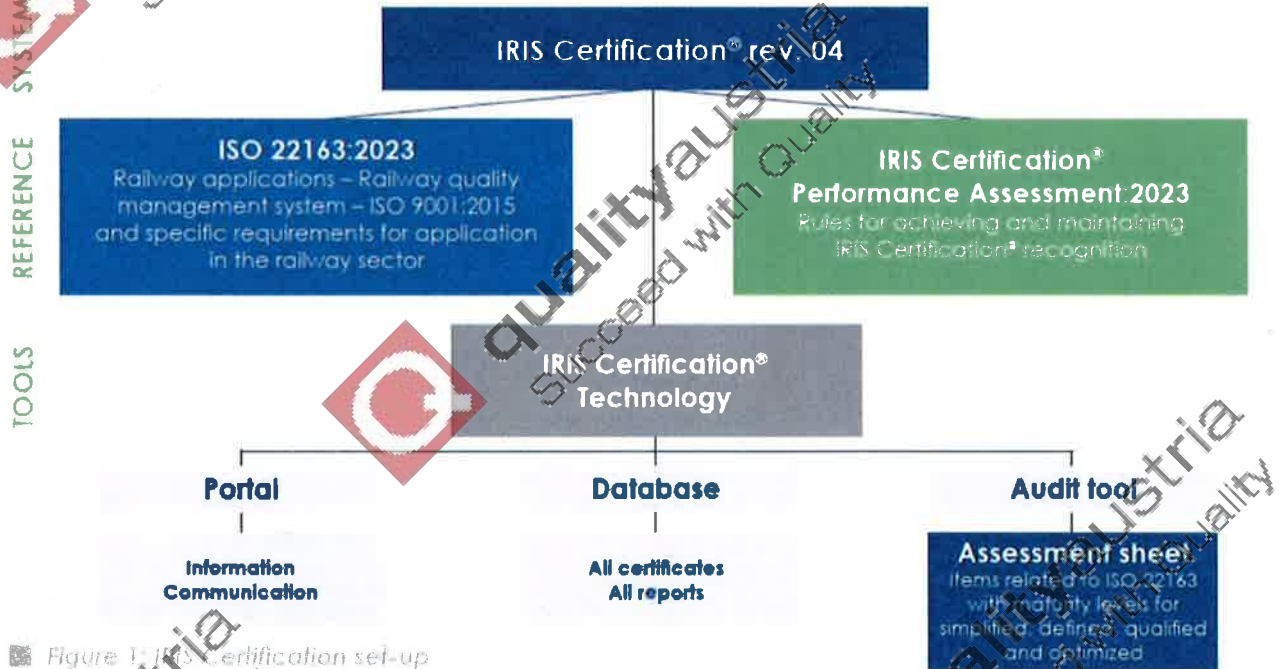 SYSTEM
IRIS Certification® rev. 04
REFERENCE
ISO 22163:2023
Railway applications – Railway quality
management system – ISO 9001:2015
and specific requirements for application
in the railway sector
IRIS Certification®
Performance Assessment:2023
Rules for achieving and maintaining
IRIS Certification® recognition
TOOLS
IRIS Certification®
Technology
Portal
Database
Audit tool
Information
Communication
All certificates
All reports
Assessment sheet
Items related to ISO 22163
with maturity levels for
simplified, defined, qualified
and optimized
Figure 1: IRIS Certification set-up
qualityaustria
Succeed with Quality